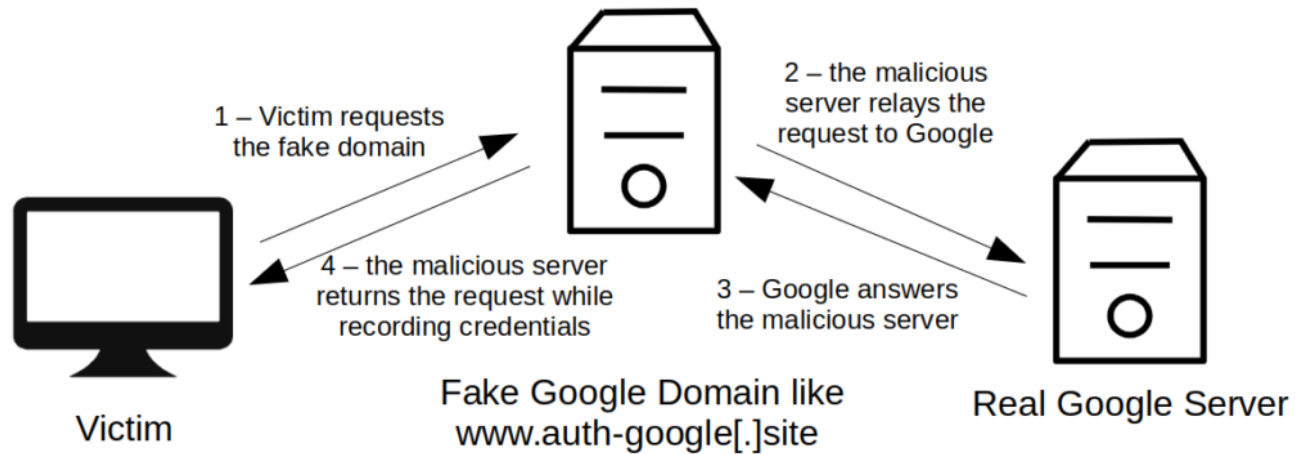 1 – Victim requests
the fake domain
2 – the malicious
server relays the
request to Google
4 – the malicious server
returns the request while
recording credentials
3 – Google answers
the malicious server
Victim
Fake Google Domain like
www.auth-google[.]site
Real Google Server